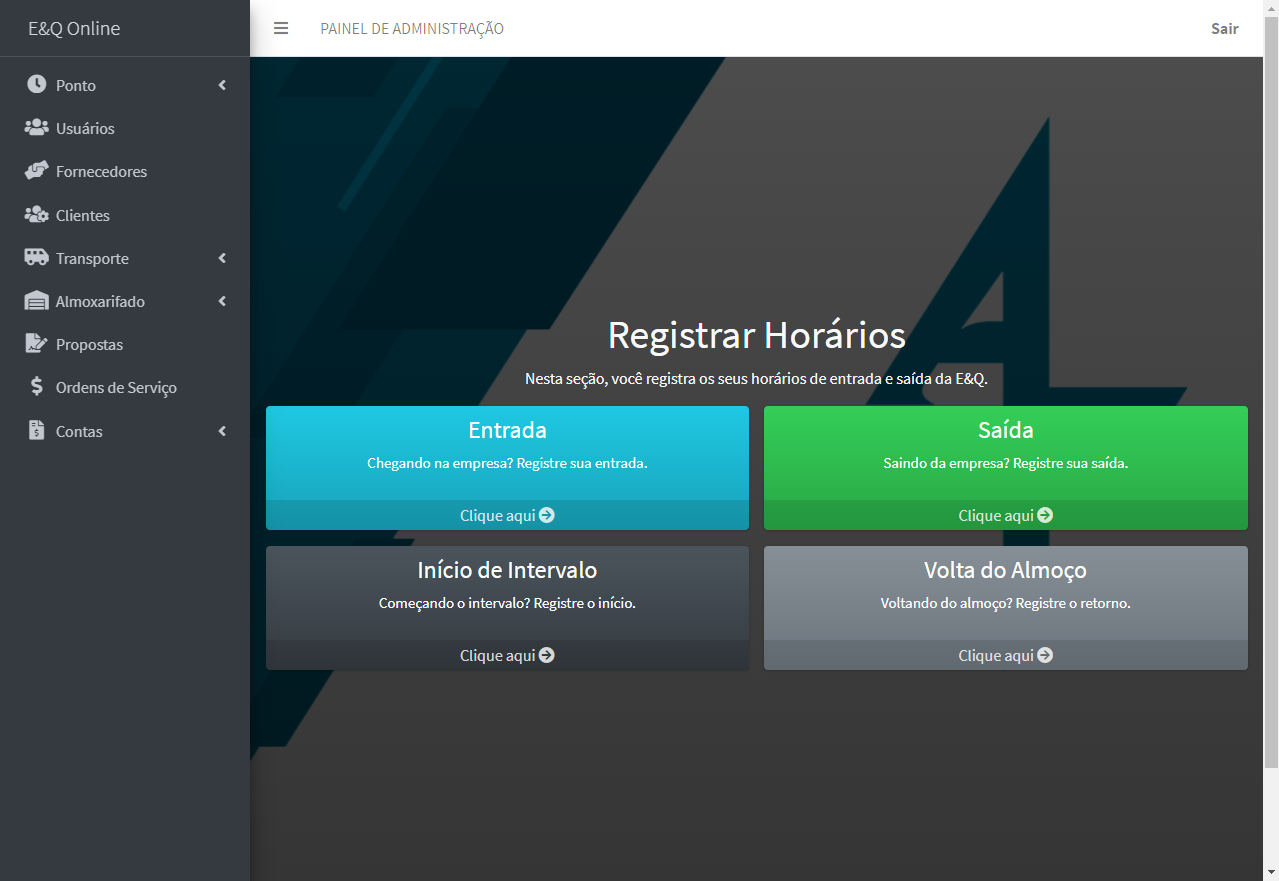 E&Q Online
PAINEL DE ADMINISTRAÇÃO
Sair
Ponto
Usuários
Fornecedores
Clientes
Transporte
Almoxarifado
Propostas
Ordens de Serviço
Contas
Registrar Horários
Nesta seção, você registra os seus horários de entrada e saída da E&Q.
Entrada
Chegando na empresa? Registre sua entrada.
Clique aqui
Saída
Saindo da empresa? Registre sua saída.
Clique aqui
Início de Intervalo
Começando o intervalo? Registre o início.
Clique aqui
Volta do Almoço
Voltando do almoço? Registre o retorno.
Clique aqui